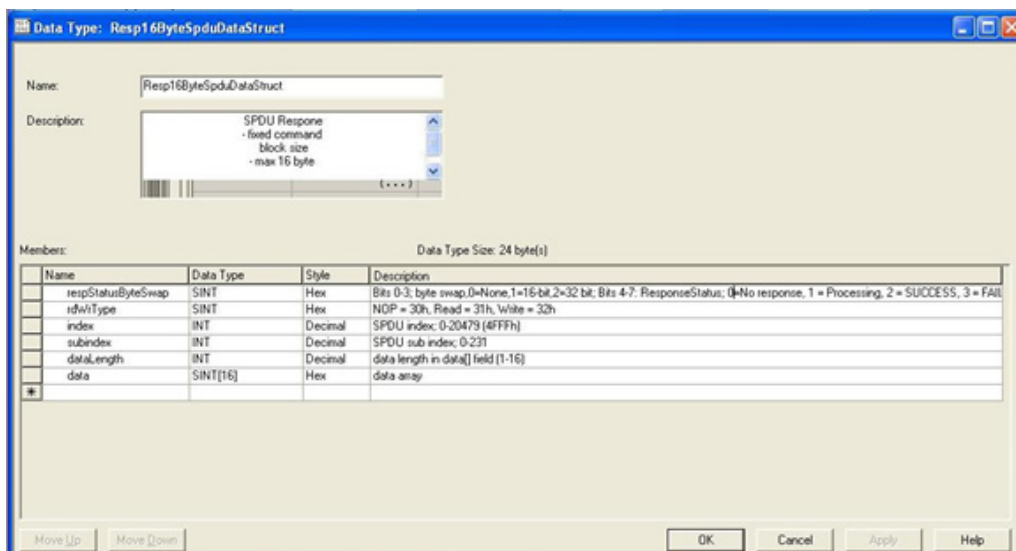 Data Type: Resp16ByteSpduDataStruct
Name: Resp16ByteSpduDataStruct
Description: SPDU Respone
- fixed command
block size
- max 16 byte
(...)
Members: Data Type Size: 24 byte(s)
Name Data Type Style Description
respStatusByteSwap SINT Hex Bits 0-3; byte swap,0=None,1=16-bit,2=32 bit; Bits 4-7: ResponseStatus; 0=No response, 1 = Processing, 2 = SUCCESS, 3 = FAIL
rdWrType SINT Hex NOP = 30h, Read = 31h, Write = 32h
index INT Decimal SPDU index; 0-20479 (4FFFh)
subindex INT Decimal SPDU sub index; 0-231
dataLength INT Decimal data length in data[] field (1-16)
data SINT[16] Hex data array
Move Up Move Down OK Cancel Apply Help